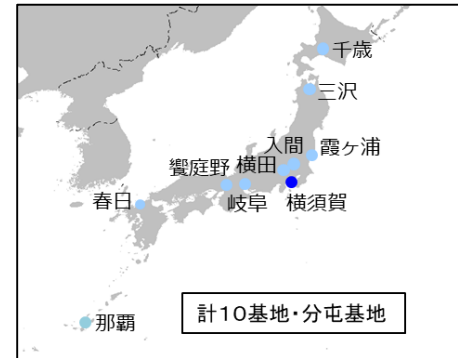 千歳
三沢
入間
霞ヶ浦
饗庭野
横田
春日
岐阜
横須賀
那覇
計10基地・分屯基地